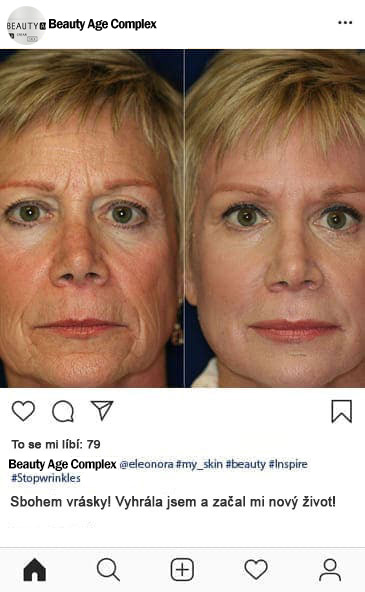 BEAUTY
Beauty Age Complex
To se mi líbí: 79
Beauty Age Complex @eleonora #my_skin #beauty #Inspire
#Stopwrinkles
Sbohem vrásky! Vyhrála jsem a začal mi nový život!